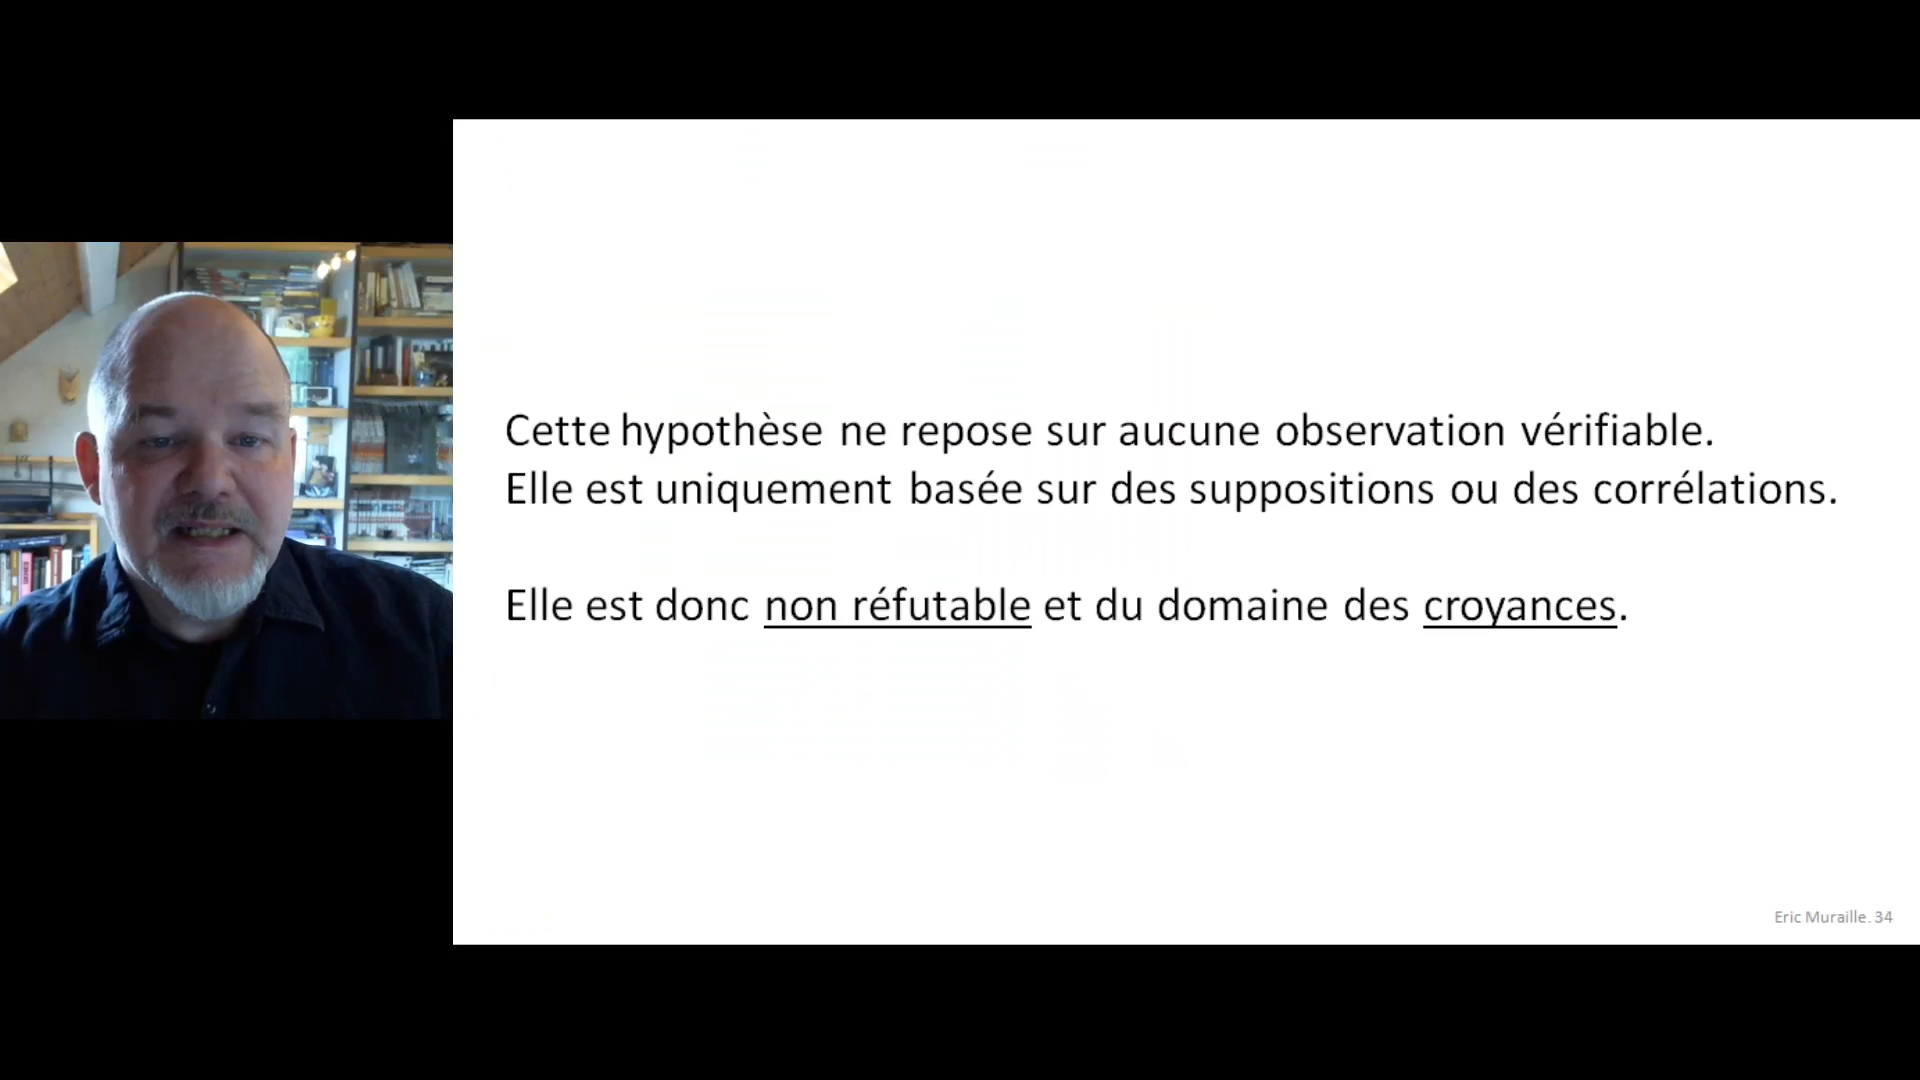 Cette hypothèse ne repose sur aucune observation vérifiable.
Elle est uniquement basée sur des suppositions ou des corrélations.
Elle est donc non réfutable et du domaine des croyances.
Eric Muraille. 34